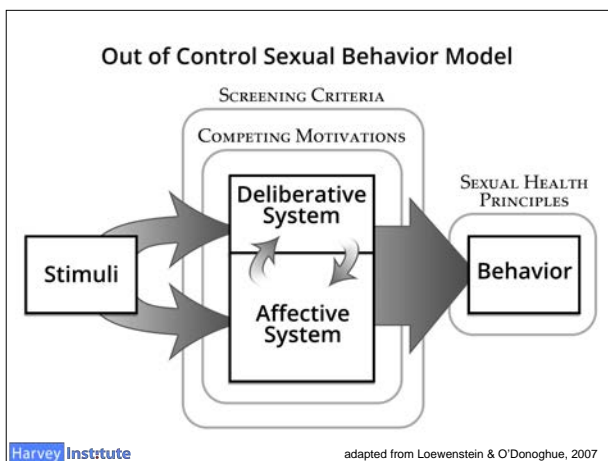 Out of Control Sexual Behavior Model
SCREENING CRITERIA
COMPETING MOTIVATIONS
SEXUAL HEALTH
PRINCIPLES
Stimuli
Deliberative
System
Affective
System
Behavior
Harvey Institute
adapted from Loewenstein & O'Donoghue, 2007